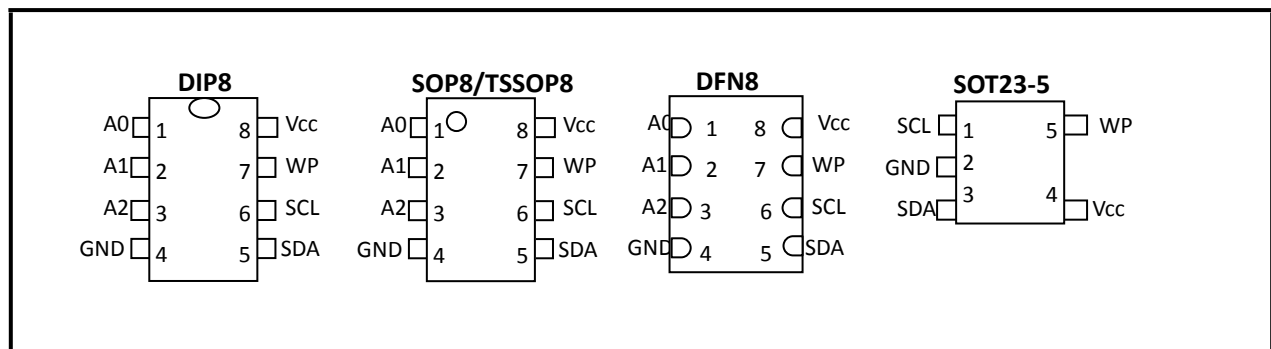 DIP8
A0 1 8 Vcc
A1 2 7 WP
A2 3 6 SCL
GND 4 5 SDA
SOP8/TSSOP8
A0 1 8 Vcc
A1 2 7 WP
A2 3 6 SCL
GND 4 5 SDA
DFN8
A0 1 8 Vcc
A1 2 7 WP
A2 3 6 SCL
GND 4 5 SDA
SOT23-5
SCL 1 5 WP
GND 2
SDA 3 4 Vcc